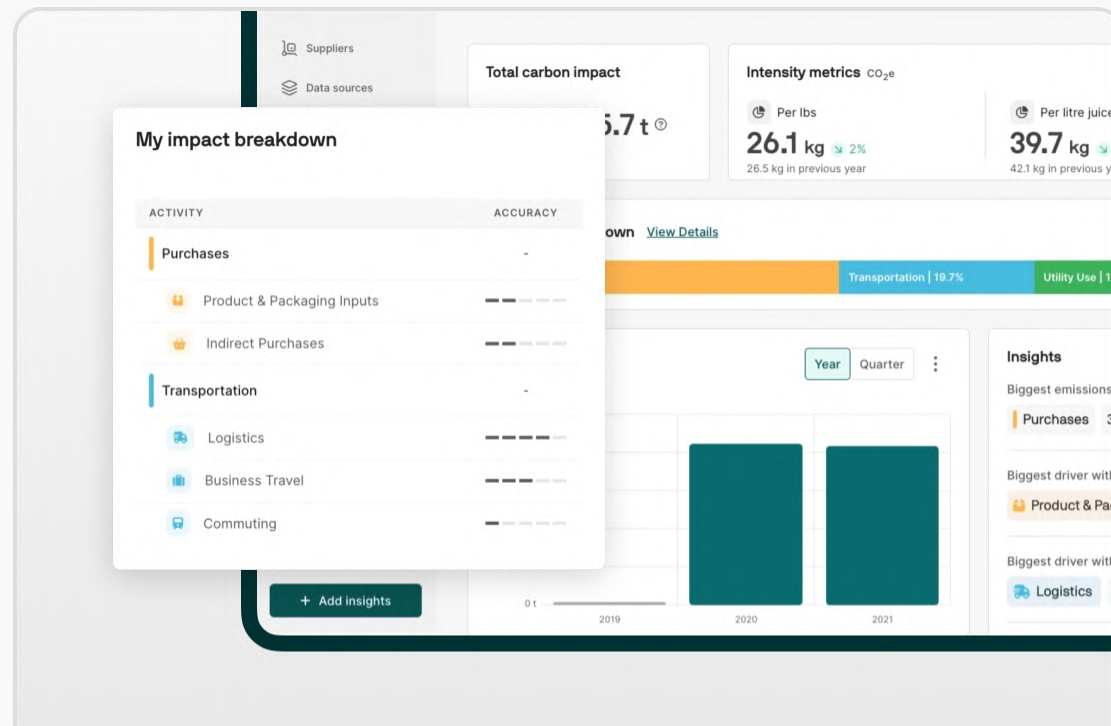 Suppliers
Data sources
My impact breakdown
ACTIVITY ACCURACY
Purchases -
Product & Packaging Inputs
Indirect Purchases
Transportation -
Logistics
Business Travel
Commuting
+ Add insights
Total carbon impact
5.7 t
Intensity metrics CO₂e
Per lbs
26.1 kg 2%
26.5 kg in previous year
Per litre juice
39.7 kg
42.1 kg in previous y
own View Details
Transportation | 19.7%
Utility Use | 1
Year Quarter
0 t
2019 2020 2021
Insights
Biggest emissions
Purchases 3
Biggest driver with
Product & Pa
Biggest driver with
Logistics